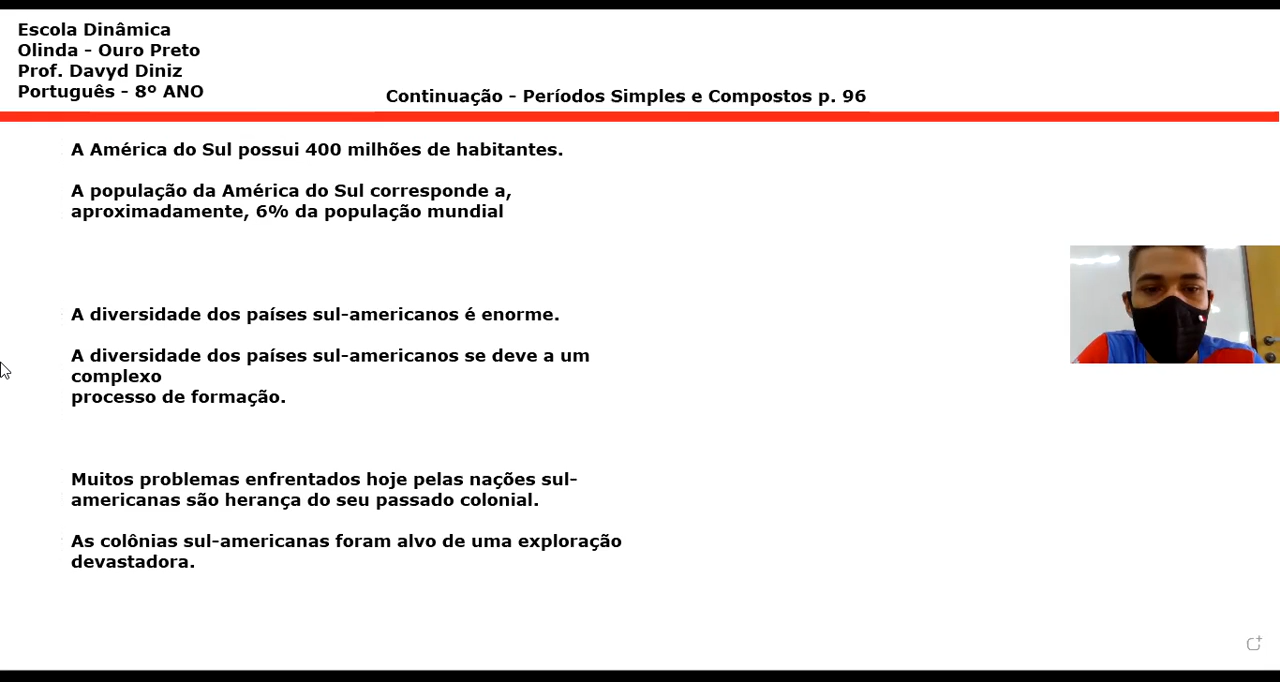 Escola Dinâmica
Olinda - Ouro Preto
Prof. Davyd Diniz
Português - 8º ANO
Continuação - Períodos Simples e Compostos p. 96
A América do Sul possui 400 milhões de habitantes.
A população da América do Sul corresponde a,
aproximadamente, 6% da população mundial
A diversidade dos países sul-americanos é enorme.
A diversidade dos países sul-americanos se deve a um
complexo
processo de formação.
Muitos problemas enfrentados hoje pelas nações sul-
americanas são herança do seu passado colonial.
As colônias sul-americanas foram alvo de uma exploração
devastadora.